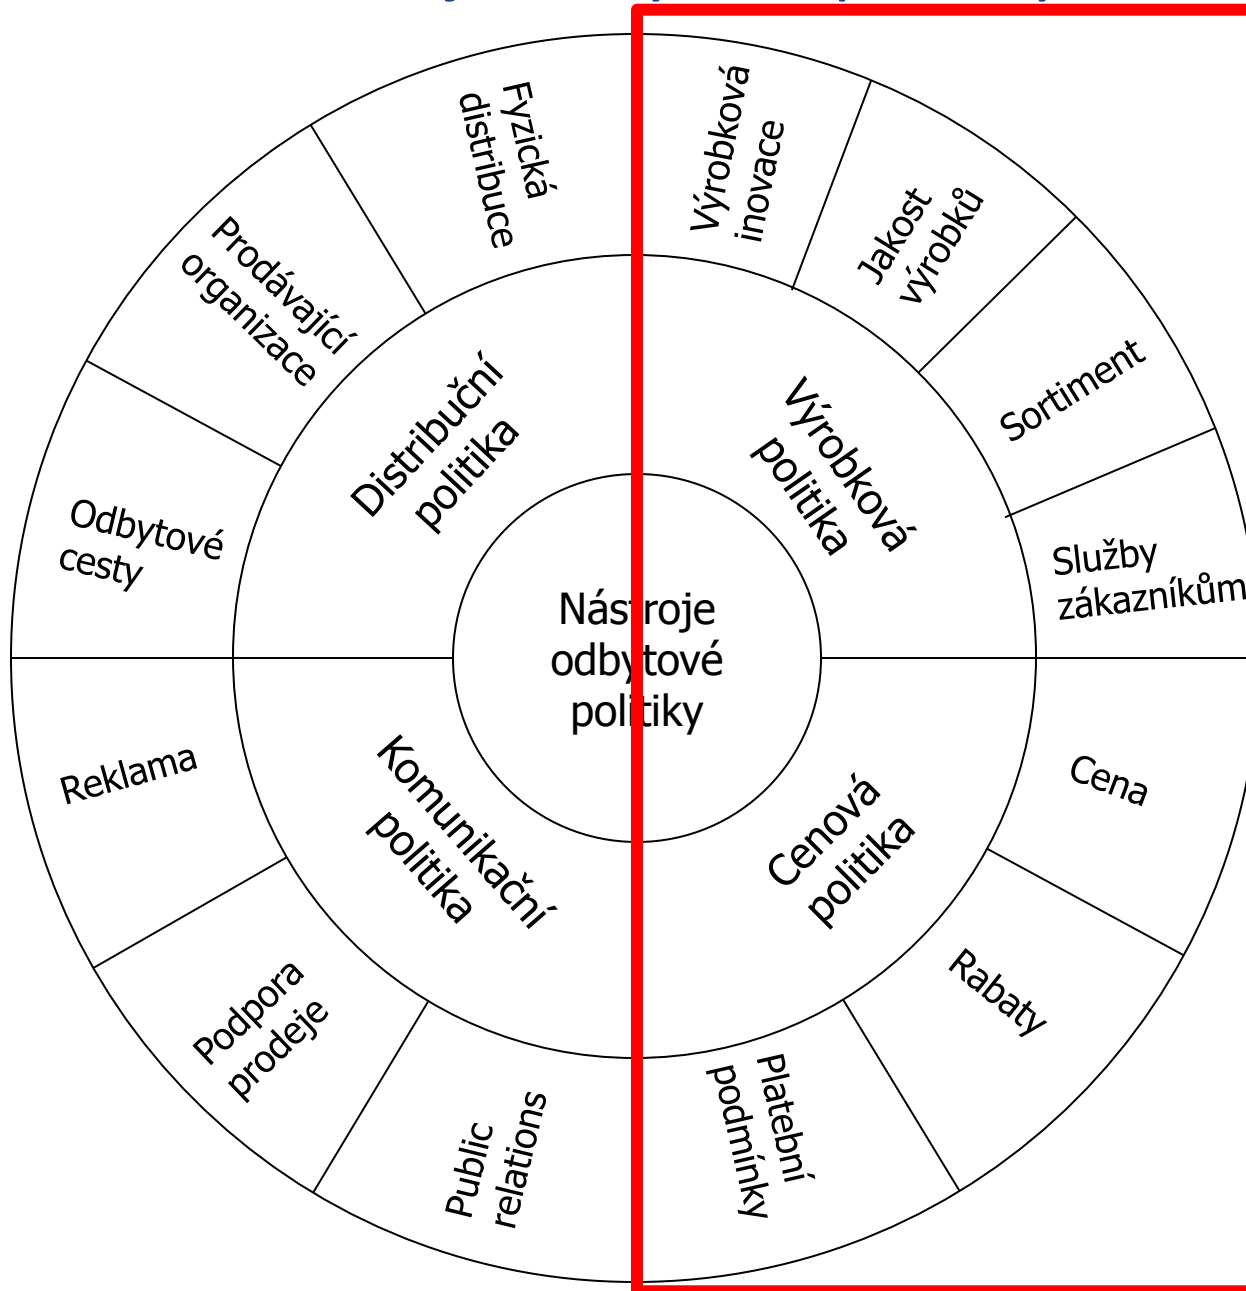 Fyzická
distribuce
Výrobková
inovace
Jakost
výrobků
Prodávající
organizace
Sortiment
Distribuční
politika
Výrobková
politika
Odbytové
cesty
Služby
zákazníkům
Nástroje
odbytové
politiky
Reklama
Komunikační
politika
Cenová
politika
Cena
Podpora
prodeje
Rabaty
Public
relations
Platební
podmínky